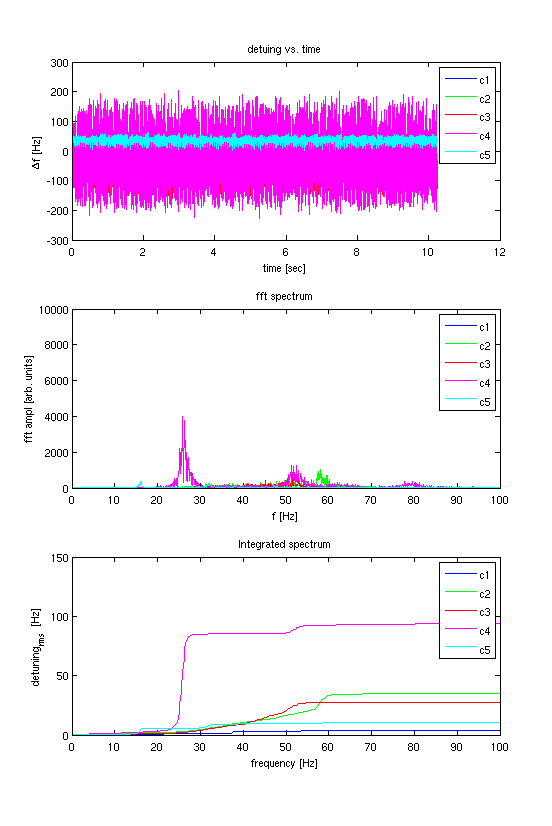 detuing vs. time
300
200
100
0
-100
-200
-300
Δf [Hz]
0 2 4 6 8 10 12
time [sec]
c1
c2
c3
c4
c5
fft spectrum
10000
8000
6000
4000
2000
0
fft ampl [arb. units]
0 10 20 30 40 50 60 70 80 90 100
f [Hz]
c1
c2
c3
c4
c5
Integrated spectrum
150
100
50
0
detuning_rms [Hz]
0 10 20 30 40 50 60 70 80 90 100
frequency [Hz]
c1
c2
c3
c4
c5